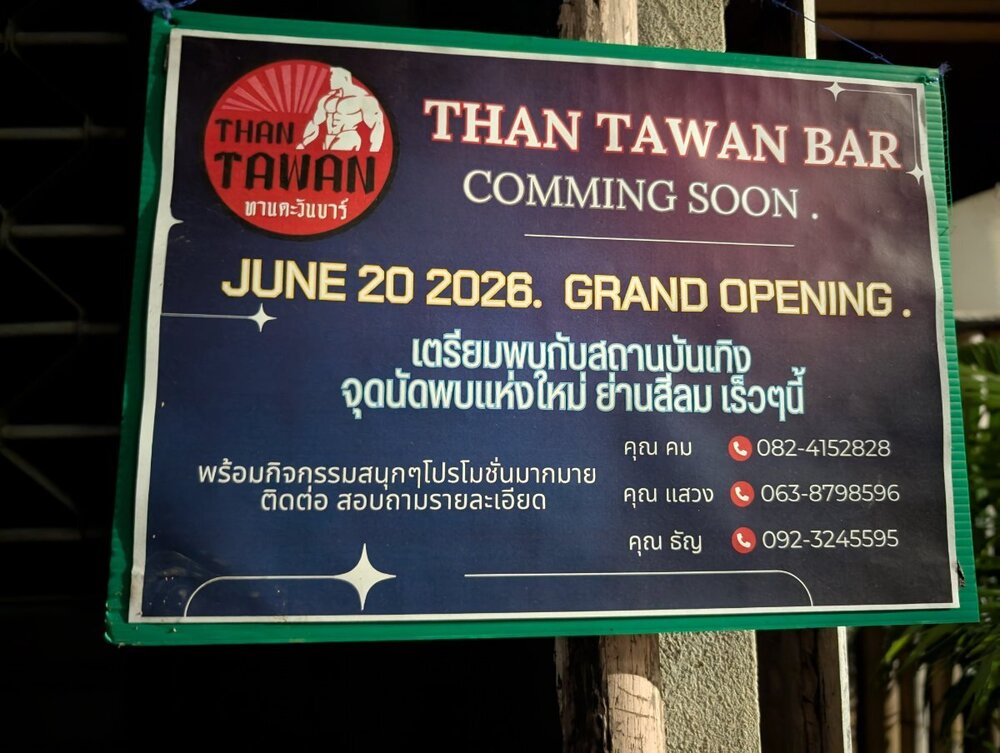 THAN
TAWAN
ทานตะวันบาร์
THAN TAWAN BAR
COMMING SOON .
JUNE 20 2026. GRAND OPENING .
เตรียมพบกับสถานบันเทิง
จุดนัดพบแห่งใหม่ ย่านสีลม เร็วๆนี้
พร้อมกิจกรรมสนุกๆโปรโมชั่นมากมาย
ติดต่อ สอบถามรายละเอียด
คุณ คม 082-4152828
คุณ แสวง 063-8798596
คุณ ธัญ 092-3245595